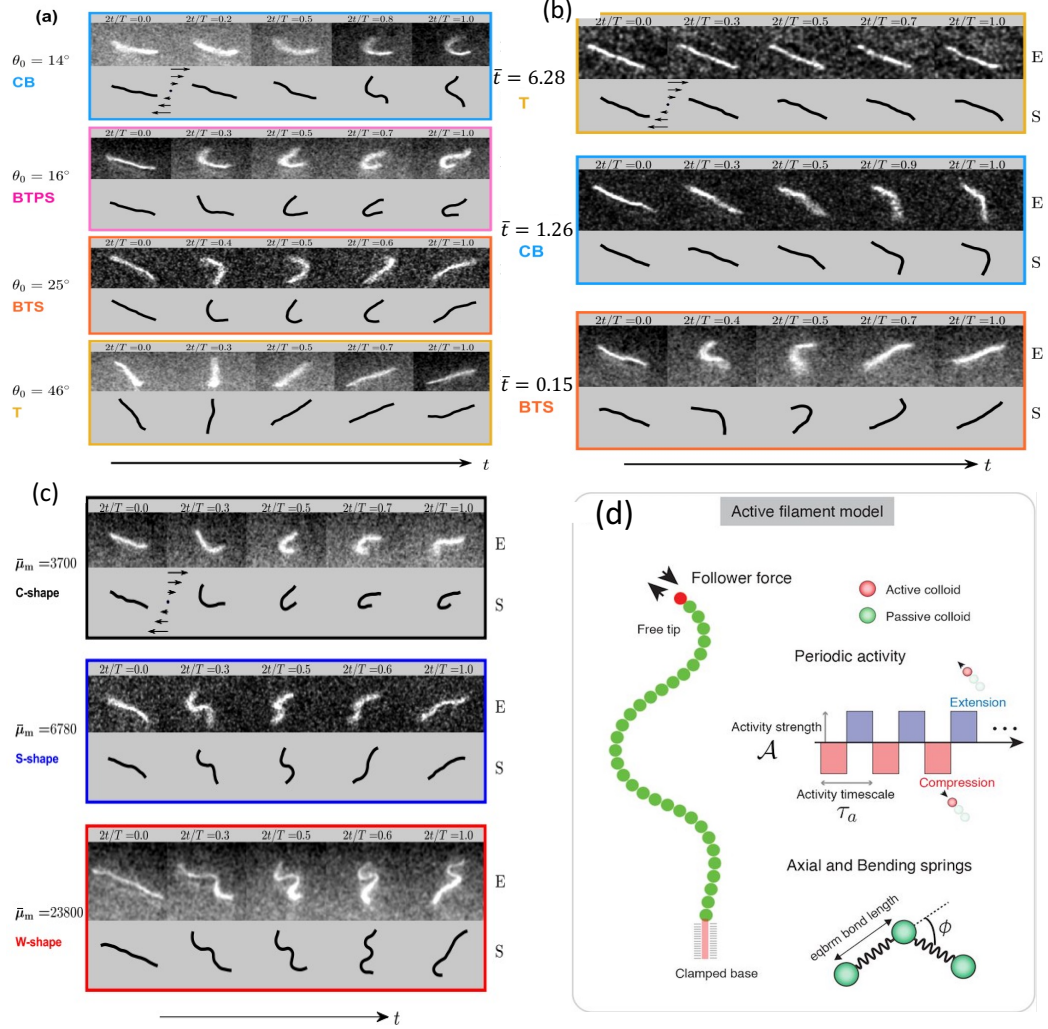 (a)
2t/T =0.0 2t/T =0.2 2t/T =0.5 2t/T =0.8 2t/T =1.0
θ₀ = 14°
CB
2t/T =0.0 2t/T =0.3 2t/T =0.5 2t/T =0.7 2t/T =1.0
θ₀ = 16°
BTPS
2t/T =0.0 2t/T =0.4 2t/T =0.5 2t/T =0.6 2t/T =1.0
θ₀ = 25°
BTS
2t/T =0.0 2t/T =0.3 2t/T =0.5 2t/T =0.7 2t/T =1.0
θ₀ = 46°
T
t
(b)
2t/T =0.0 2t/T =0.3 2t/T =0.5 2t/T =0.7 2t/T =1.0
E
t̄ = 6.28
T
S
2t/T =0.0 2t/T =0.3 2t/T =0.5 2t/T =0.9 2t/T =1.0
E
t̄ = 1.26
CB
S
2t/T =0.0 2t/T =0.4 2t/T =0.5 2t/T =0.7 2t/T =1.0
E
t̄ = 0.15
BTS
S
t
(c)
2t/T =0.0 2t/T =0.3 2t/T =0.5 2t/T =0.7 2t/T =1.0
E
μ̄ₘ =3700
C-shape
S
2t/T =0.0 2t/T =0.3 2t/T =0.5 2t/T =0.6 2t/T =1.0
E
μ̄ₘ =6780
S-shape
S
2t/T =0.0 2t/T =0.3 2t/T =0.5 2t/T =0.6 2t/T =1.0
E
μ̄ₘ =23800
W-shape
S
t
(d)
Active filament model
Follower force
Free tip
Active colloid
Passive colloid
Periodic activity
Extension
Activity strength
𝒜
...
Compression
Activity timescale
τₐ
Axial and Bending springs
eqbrm bond length
ϕ
Clamped base